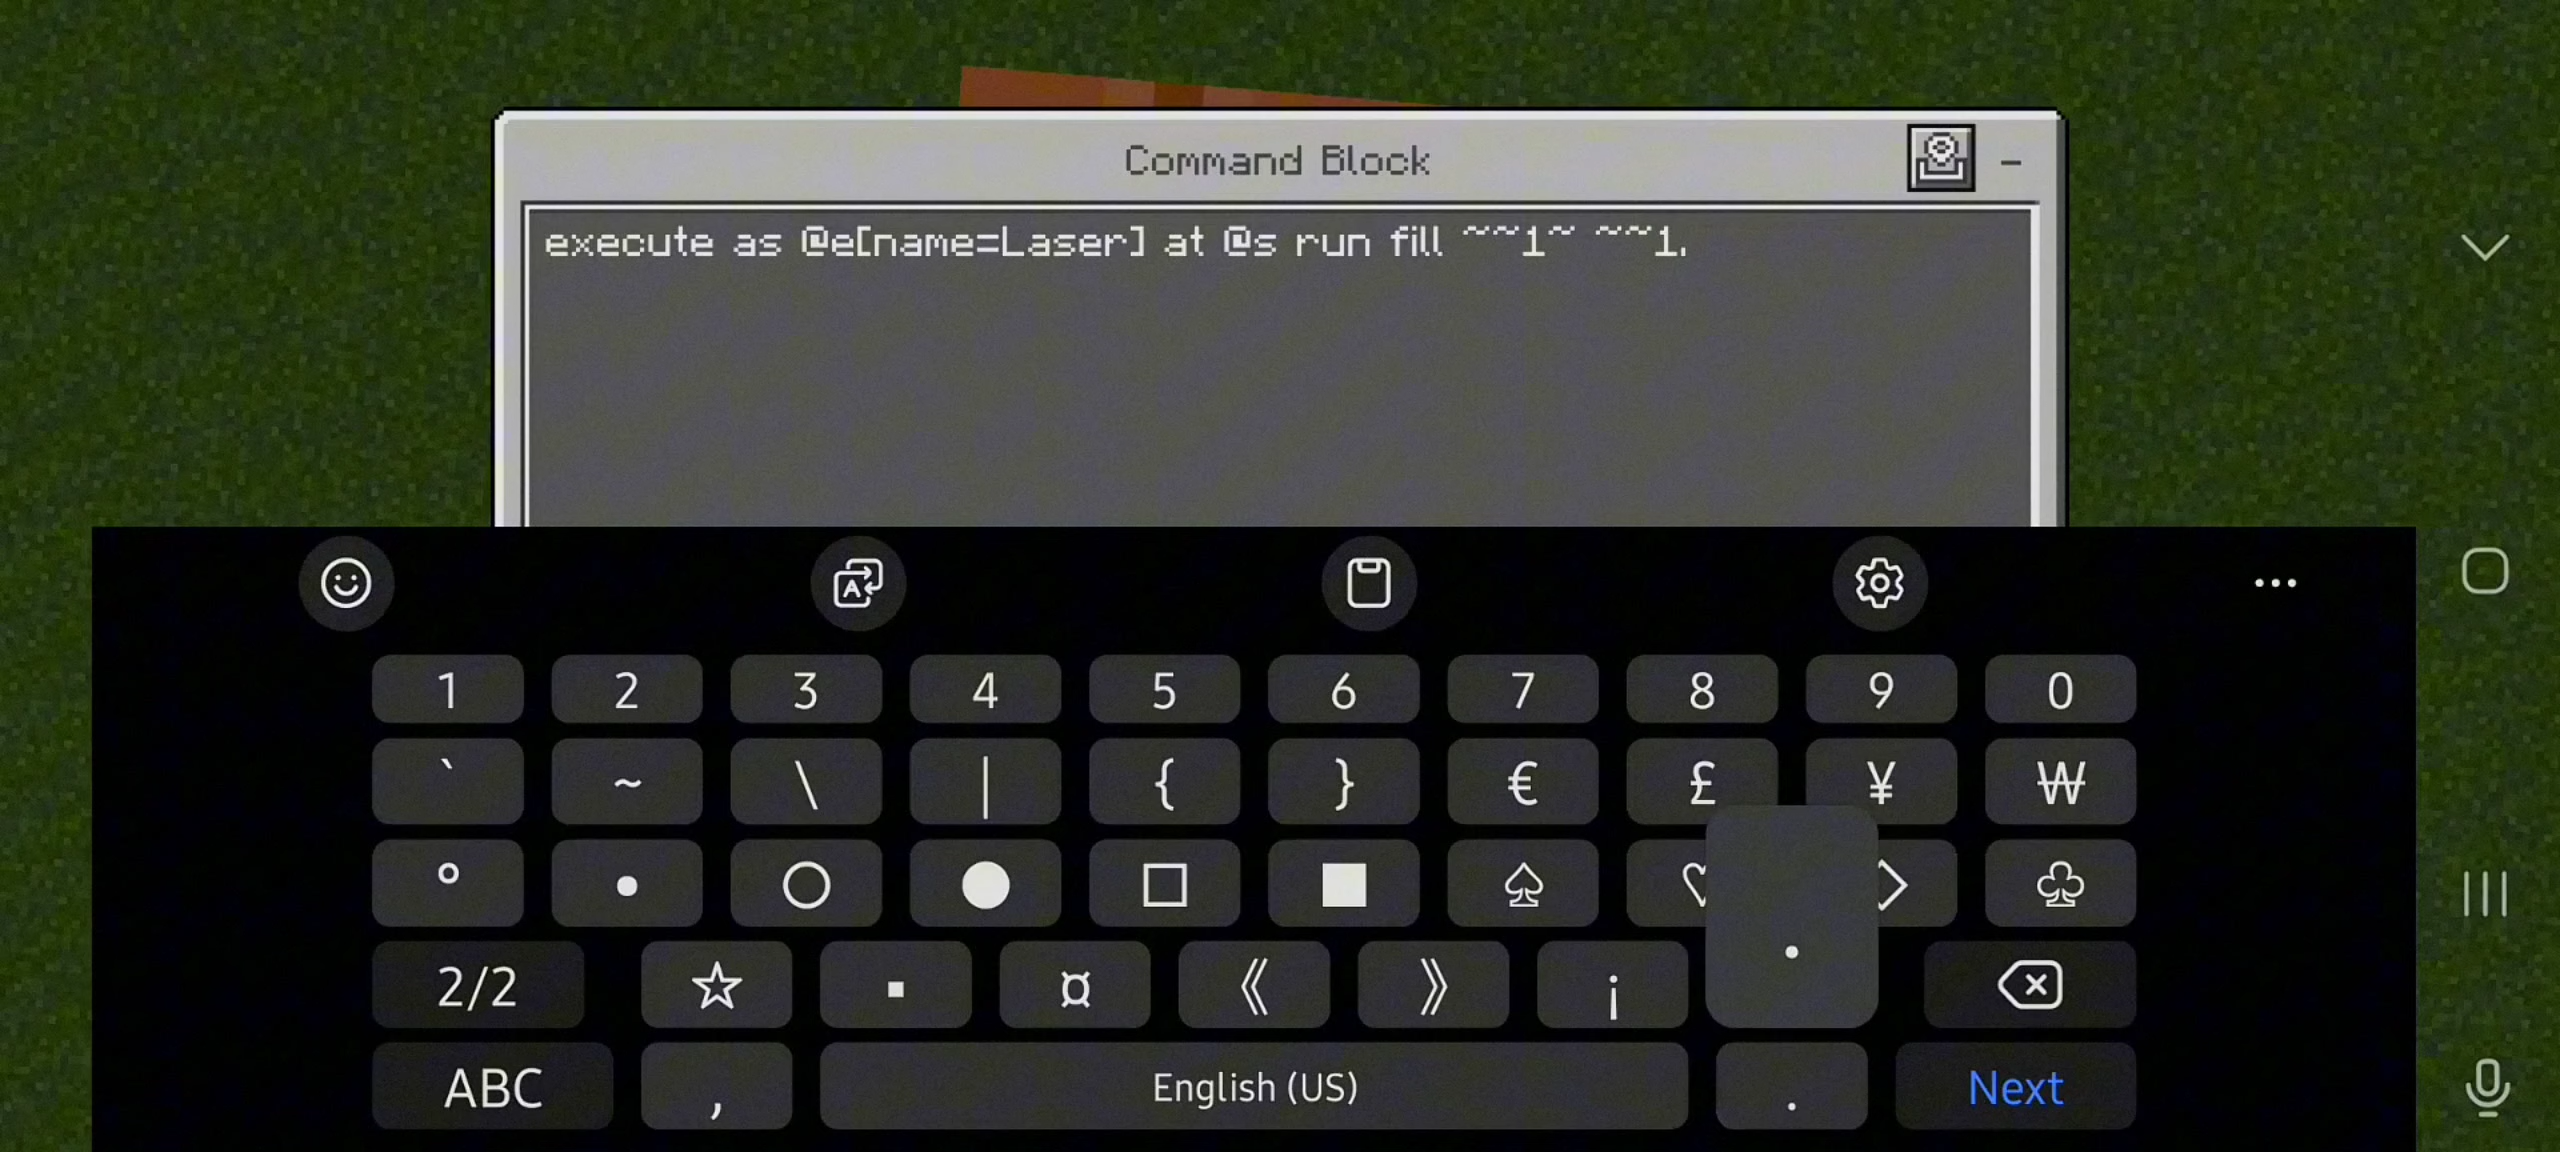 Command Block
execute as @e[name=Laser] at @s run fill ~~1~ ~~1.
1 2 3 4 5 6 7 8 9 0
` ~ \ | { } € £ ¥ ₩
° • ○ ● □ ■ ♤ ♡ ◇ ♧
2/2 ☆ ▪ ¤ 《 》 ¡ .
ABC , English (US) . Next